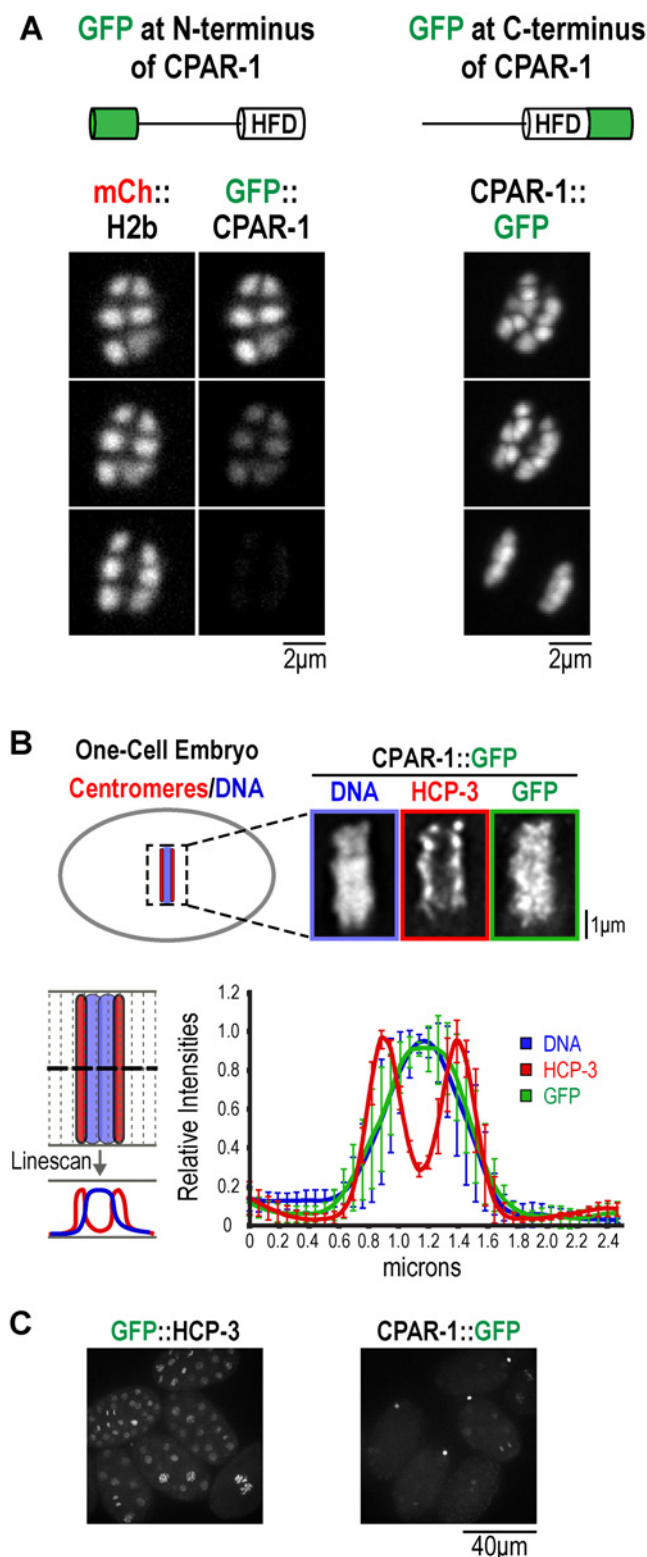 A
GFP at N-terminus
of CPAR-1
GFP at C-terminus
of CPAR-1
HFD
HFD
mCh::
H2b
GFP::
CPAR-1
CPAR-1::
GFP
2µm
2µm
B
One-Cell Embryo
Centromeres/DNA
CPAR-1::GFP
DNA
HCP-3
GFP
1µm
Linescan
Relative Intensities
1.2
1.0
0.8
0.6
0.4
0.2
0
DNA
HCP-3
GFP
0 0.2 0.4 0.6 0.8 1.0 1.2 1.4 1.6 1.8 2.0 2.2 2.4
microns
C
GFP::HCP-3
CPAR-1::GFP
40µm